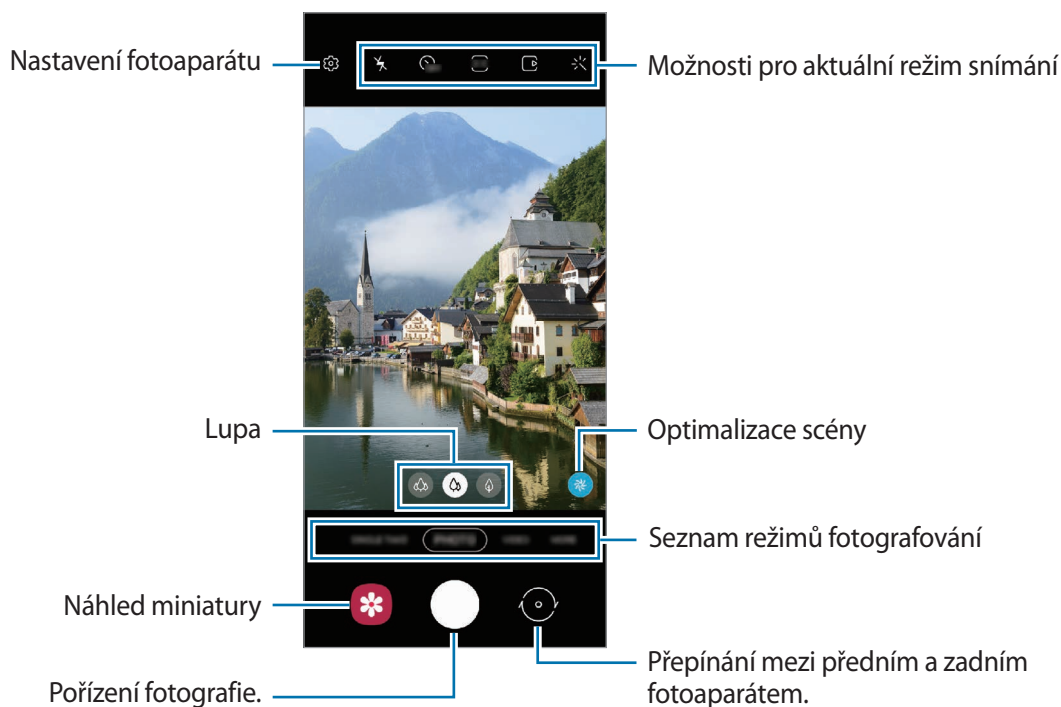 Nastavení fotoaparátu
Možnosti pro aktuální režim snímání
Lupa
Optimalizace scény
Seznam režimů fotografování
Náhled miniatury
Přepínání mezi předním a zadním
fotoaparátem.
Pořízení fotografie.